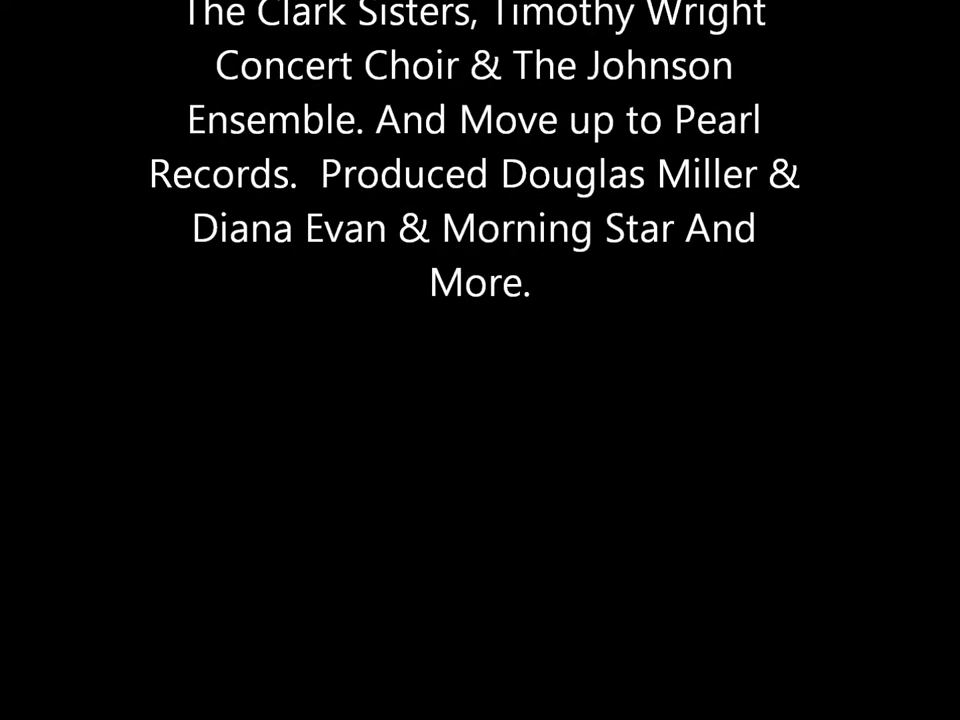 The Clark Sisters, Timothy Wright
Concert Choir & The Johnson
Ensemble. And Move up to Pearl
Records.  Produced Douglas Miller &
Diana Evan & Morning Star And
More.